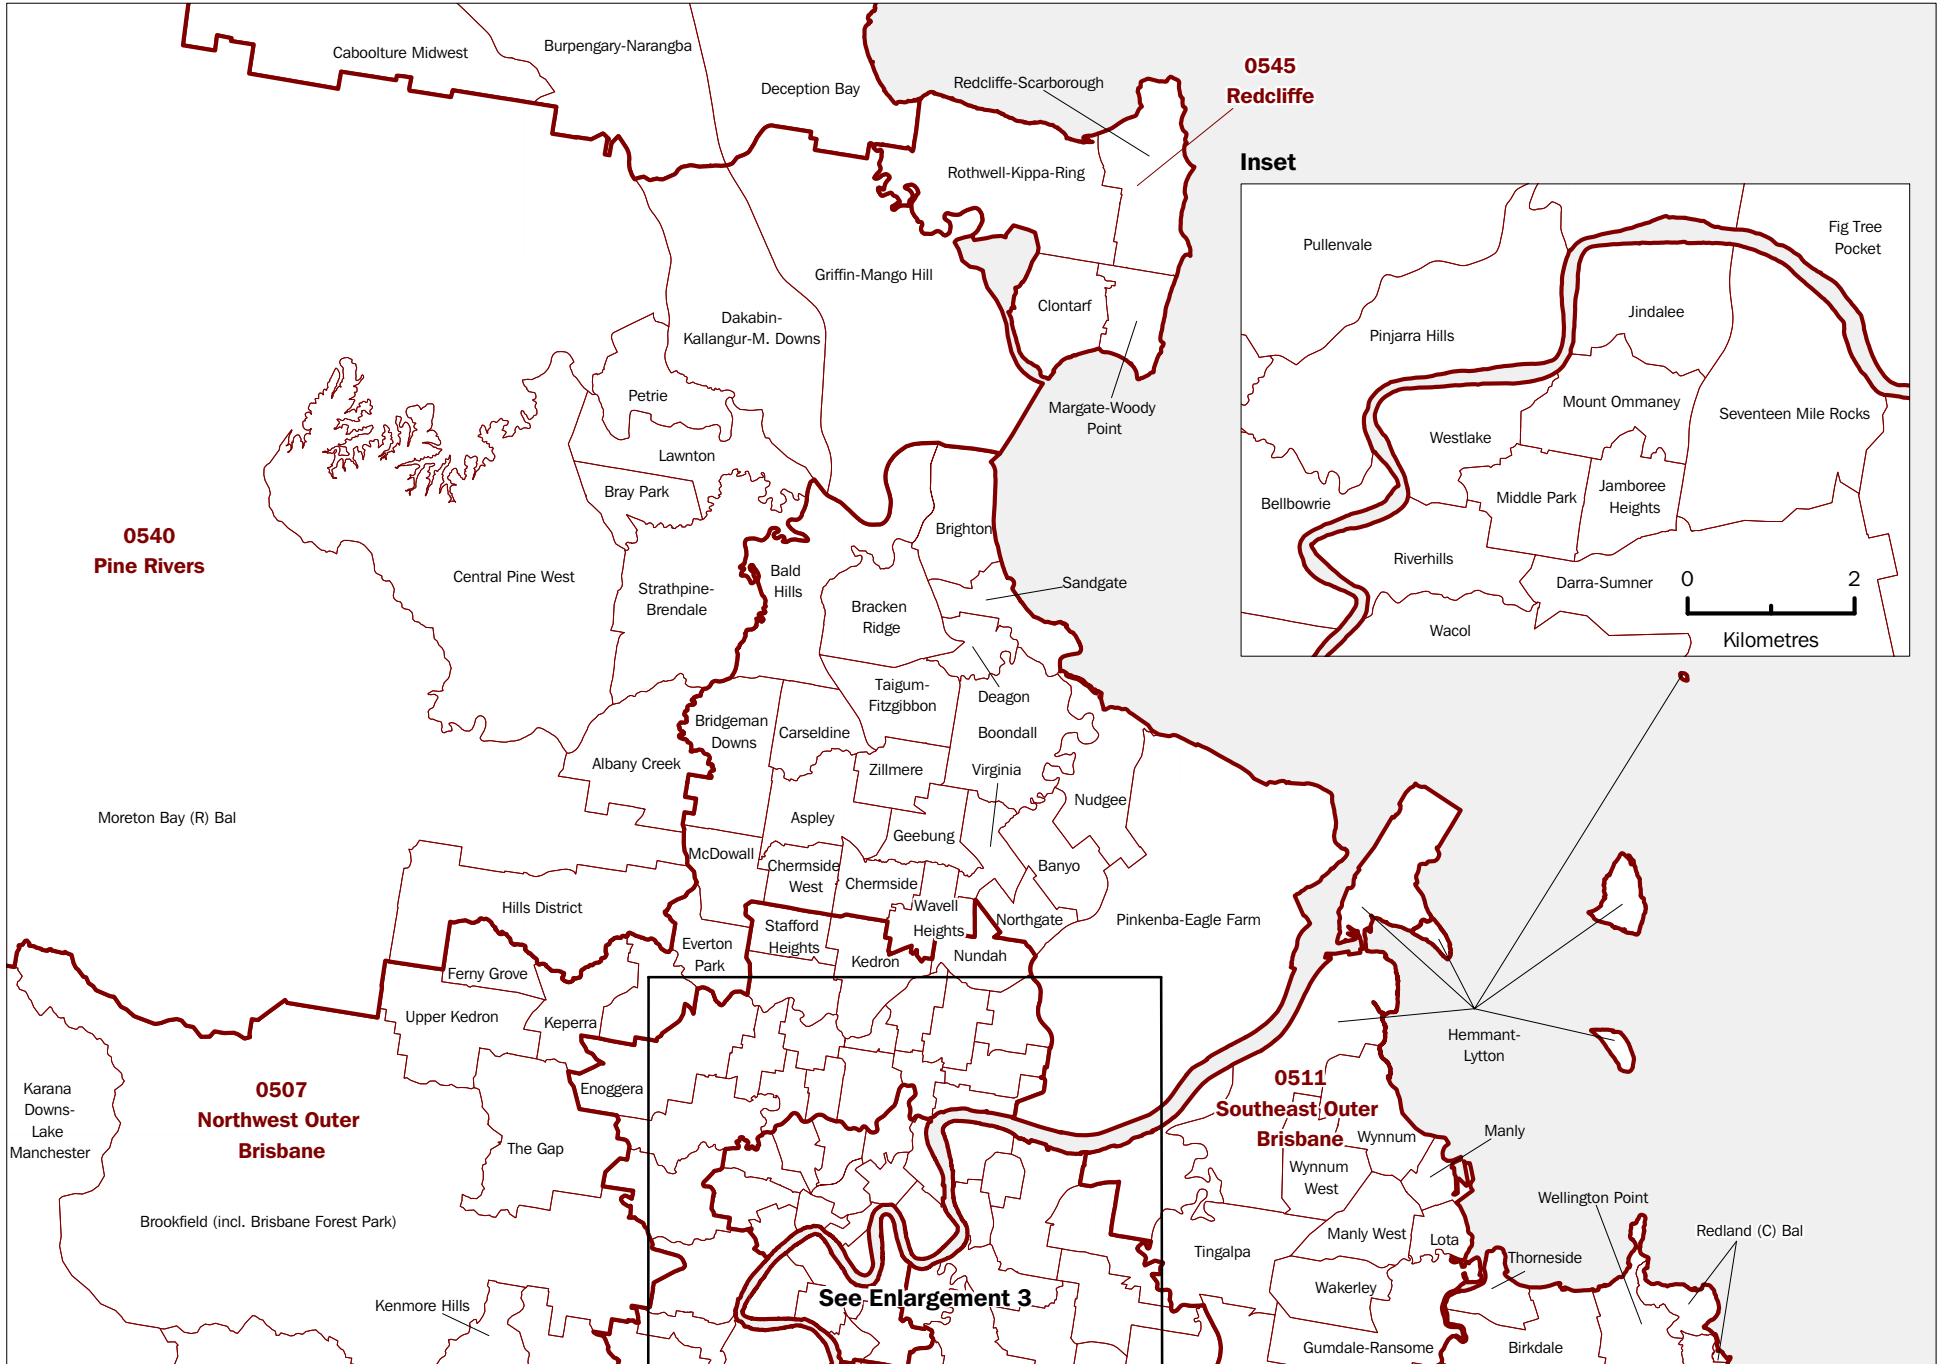 Caboolture Midwest
Burpengary-Narangba
Deception Bay
Redcliffe-Scarborough
0545
Redcliffe
Rothwell-Kippa-Ring
Griffin-Mango Hill
Clontarf
Dakabin-
Kallangur-M. Downs
Margate-Woody
Point
Petrie
Lawnton
Bray Park
0540
Pine Rivers
Central Pine West
Strathpine-
Brendale
Bald
Hills
Brighton
Sandgate
Bracken
Ridge
Deagon
Taigum-
Fitzgibbon
Bridgeman
Downs
Carseldine
Boondall
Albany Creek
Zillmere
Virginia
Nudgee
Moreton Bay (R) Bal
Aspley
Geebung
McDowall
Chermside
West
Chermside
Banyo
Hills District
Wavell
Heights
Northgate
Pinkenba-Eagle Farm
Stafford
Heights
Everton
Park
Kedron
Nundah
Ferny Grove
Upper Kedron
Keperra
Enoggera
Karana
Downs-
Lake
Manchester
0507
Northwest Outer
Brisbane
The Gap
Brookfield (incl. Brisbane Forest Park)
Kenmore Hills
See Enlargement 3
Hemmant-
Lytton
0511
Southeast Outer
Brisbane
Wynnum
Manly
Wynnum
West
Wellington Point
Redland (C) Bal
Manly West
Lota
Tingalpa
Thorneside
Wakerley
Gumdale-Ransome
Birkdale
Inset
Pullenvale
Fig Tree
Pocket
Jindalee
Pinjarra Hills
Mount Ommaney
Seventeen Mile Rocks
Westlake
Middle Park
Jamboree
Heights
Bellbowrie
Riverhills
Darra-Sumner
Wacol
0 2
Kilometres